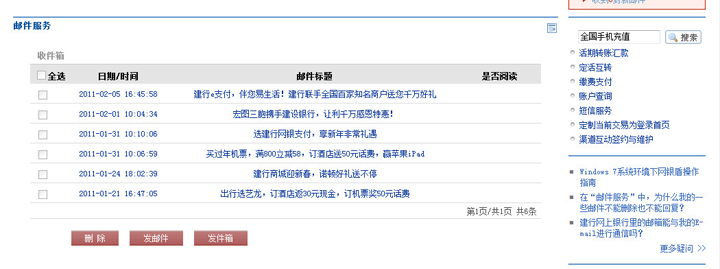 邮件服务
收件箱
全选 日期/时间 邮件标题 是否阅读
2011-02-05 16:45:58 建行e支付，伴您易生活！建行联手全国百家知名商户送您千万好礼
2011-02-01 10:04:34 宏图三胞携手建设银行，让利千万感恩特惠！
2011-01-31 10:10:06 选建行网银支付，享新年非常礼遇
2011-01-31 10:06:59 买过年机票，满800立减58，订酒店送50元话费，赢苹果iPad
2011-01-24 18:02:39 建行商城迎新春，诺顿好礼送不停
2011-01-21 16:47:05 出行选艺龙，订酒店返30元现金，订机票奖50元话费
第1页/共1页 共6条
删 除 发邮件 发件箱
全国手机充值 搜索
活期转账汇款
定活互转
缴费支付
账户查询
短信服务
定制当前交易为登录首页
渠道互动签约与维护
Windows 7系统环境下网银盾操作
指南
在“邮件服务”中，为什么我的一
些邮件不能删除也不能回复？
建行网上银行里的邮箱能与我的E-
mail进行通信吗？
更多疑问 >>